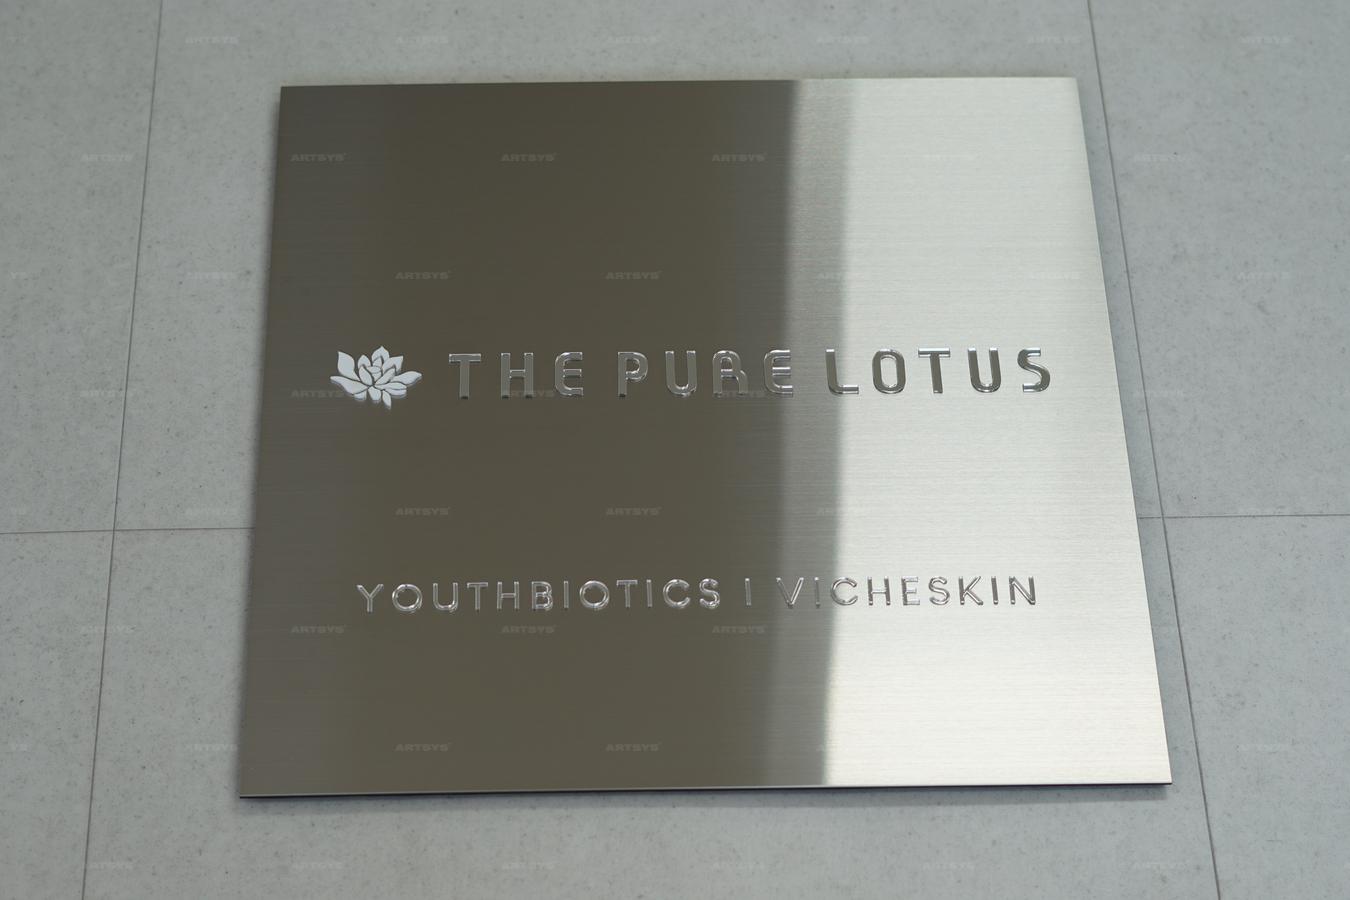 THE PURE LOTUS
YOUTHBIOTICS | VICHESKIN
ARTSYS